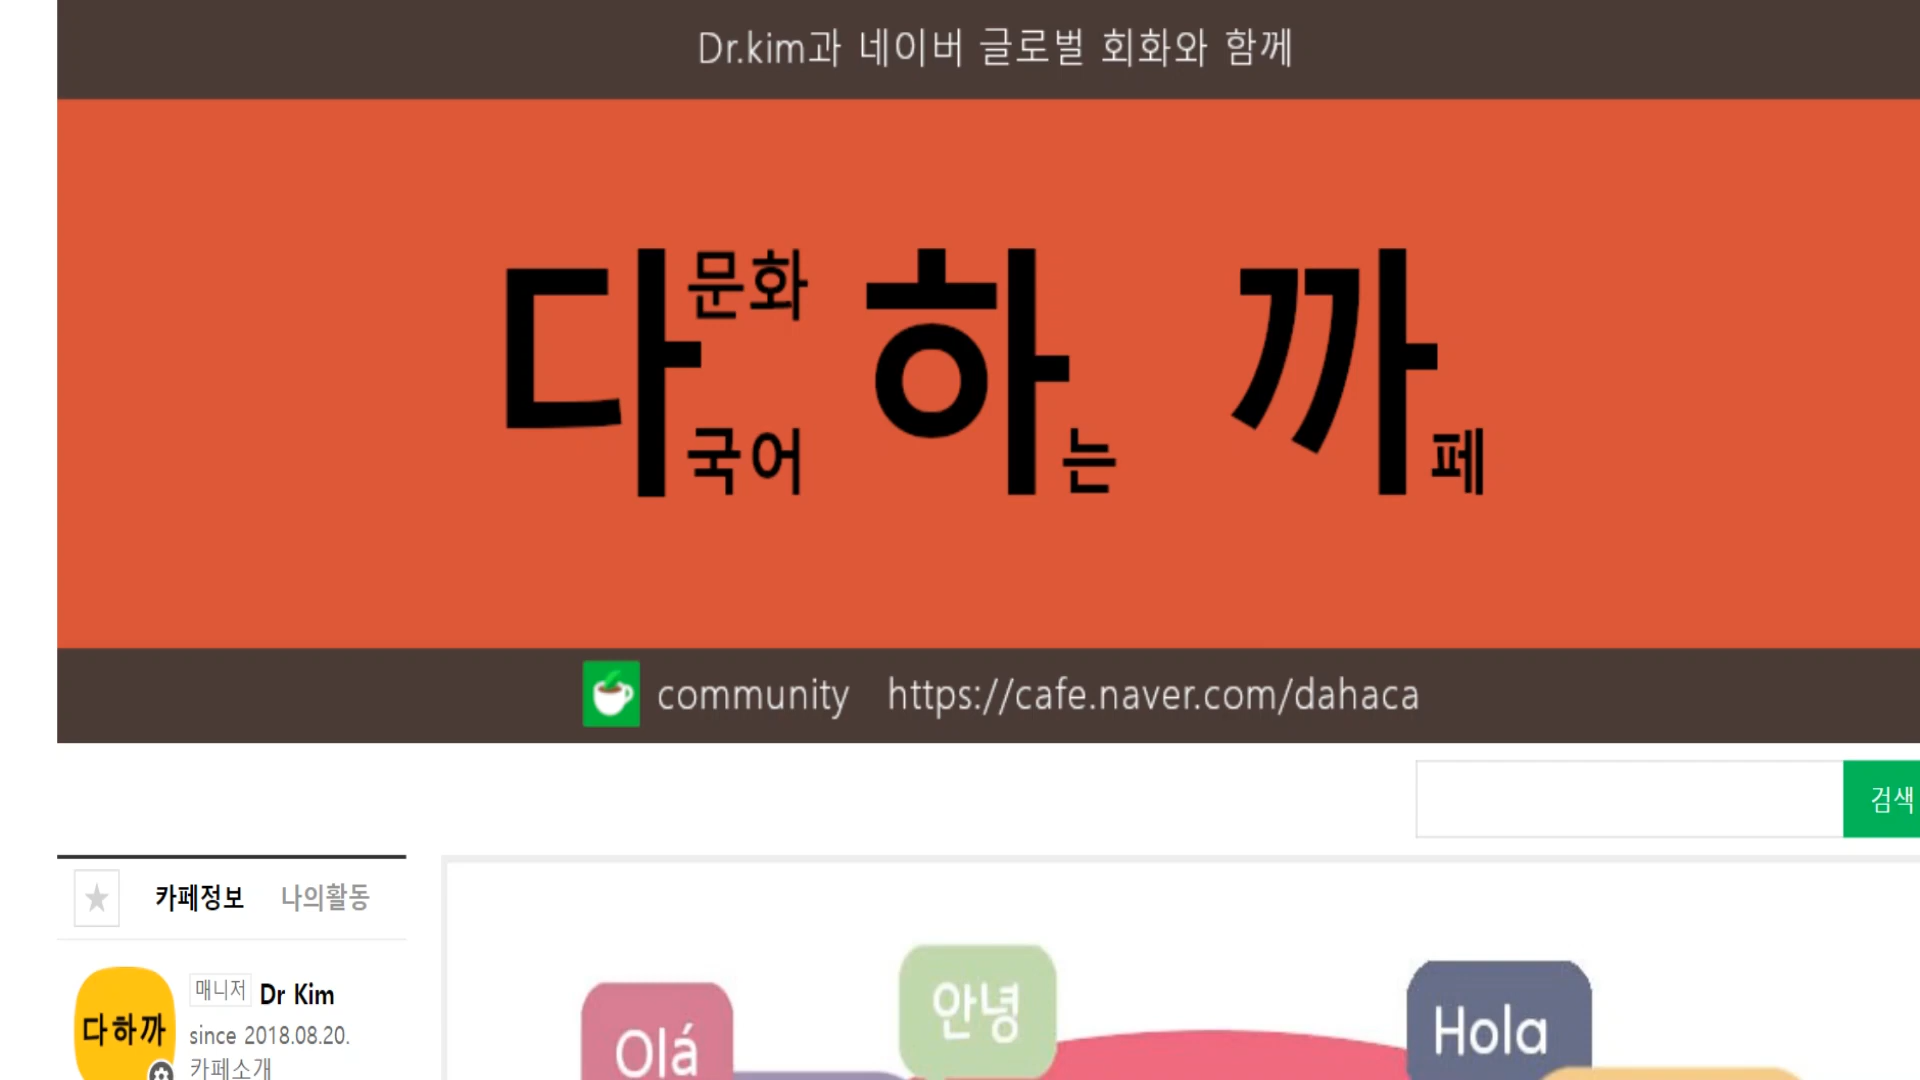 Dr.kim과 네이버 글로벌 회화와 함께
다문화 하 까
국어 는 페
community https://cafe.naver.com/dahaca
검색
카페정보 나의활동
매니저 Dr Kim
다하까
since 2018.08.20.
카페소개
Olá
안녕
Hola